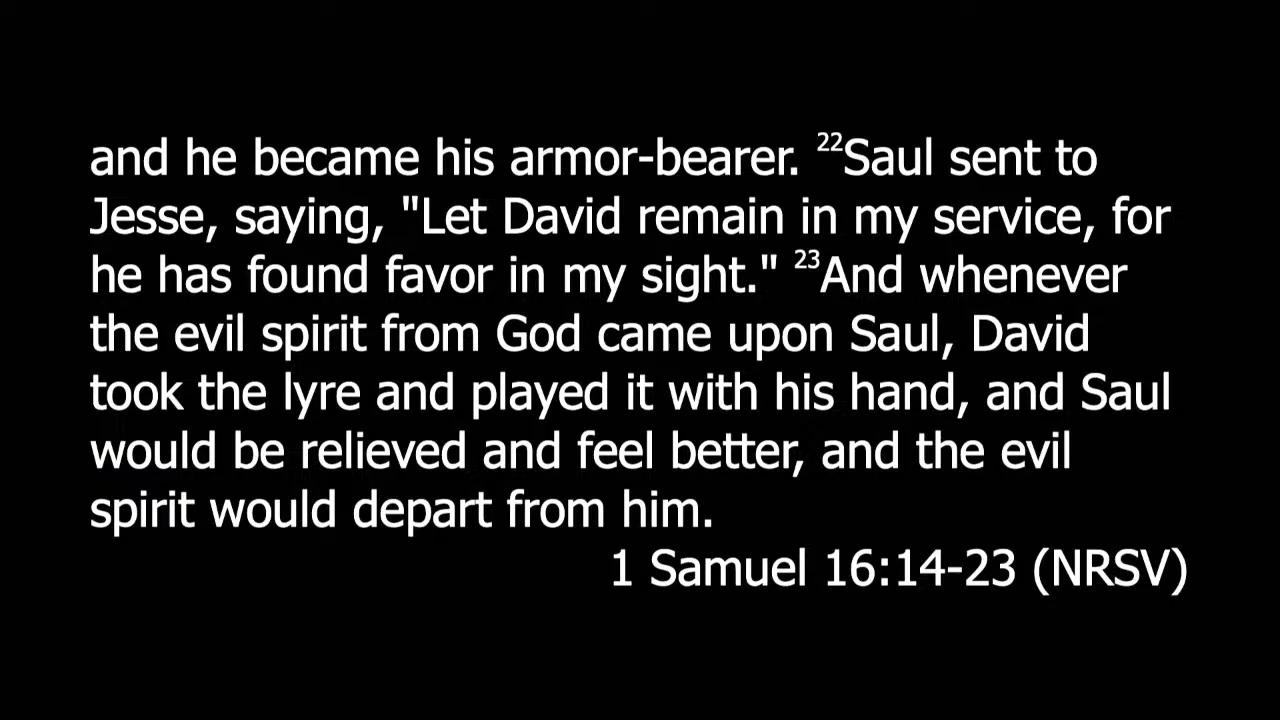 and he became his armor-bearer. ²²Saul sent to
Jesse, saying, "Let David remain in my service, for
he has found favor in my sight." ²³And whenever
the evil spirit from God came upon Saul, David
took the lyre and played it with his hand, and Saul
would be relieved and feel better, and the evil
spirit would depart from him.
1 Samuel 16:14-23 (NRSV)